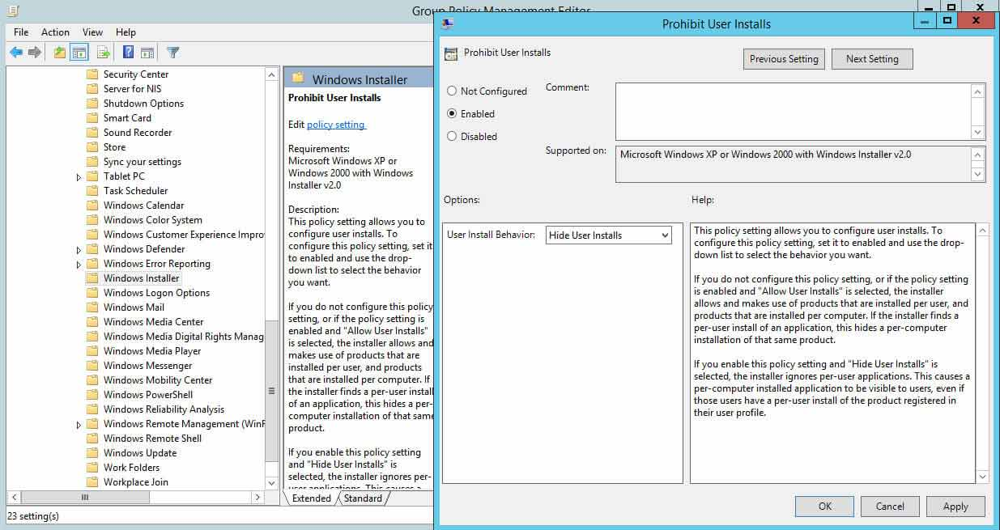 Group Policy Management Editor
File Action View Help
Security Center
Server for NIS
Shutdown Options
Smart Card
Sound Recorder
Store
Sync your settings
Tablet PC
Task Scheduler
Windows Calendar
Windows Color System
Windows Customer Experience Impro
Windows Defender
Windows Error Reporting
Windows Installer
Windows Logon Options
Windows Mail
Windows Media Center
Windows Media Digital Rights Manag
Windows Media Player
Windows Messenger
Windows Mobility Center
Windows PowerShell
Windows Reliability Analysis
Windows Remote Management (WinR
Windows Remote Shell
Windows Update
Work Folders
Workplace Join
23 setting(s)
Windows Installer
Prohibit User Installs
Edit policy setting
Requirements:
Microsoft Windows XP or
Windows 2000 with Windows
Installer v2.0
Description:
This policy setting allows you to
configure user installs. To
configure this policy setting, set it
to enabled and use the drop-
down list to select the behavior
you want.
If you do not configure this policy
setting, or if the policy setting is
enabled and "Allow User Installs"
is selected, the installer allows and
makes use of products that are
installed per user, and products
that are installed per computer. If
the installer finds a per-user install
of an application, this hides a per-
computer installation of that same
product.
If you enable this policy setting
and "Hide User Installs" is
selected, the installer ignores per-
user applications. This causes a
Extended Standard
Prohibit User Installs
Prohibit User Installs
Previous Setting Next Setting
Not Configured
Enabled
Disabled
Comment:
Supported on:
Microsoft Windows XP or Windows 2000 with Windows Installer v2.0
Options:
User Install Behavior: Hide User Installs
Help:
This policy setting allows you to configure user installs. To
configure this policy setting, set it to enabled and use the drop-
down list to select the behavior you want.
If you do not configure this policy setting, or if the policy setting
is enabled and "Allow User Installs" is selected, the installer
allows and makes use of products that are installed per user, and
products that are installed per computer. If the installer finds a
per-user install of an application, this hides a per-computer
installation of that same product.
If you enable this policy setting and "Hide User Installs" is
selected, the installer ignores per-user applications. This causes a
per-computer installed application to be visible to users, even if
those users have a per-user install of the product registered in
their user profile.
OK Cancel Apply